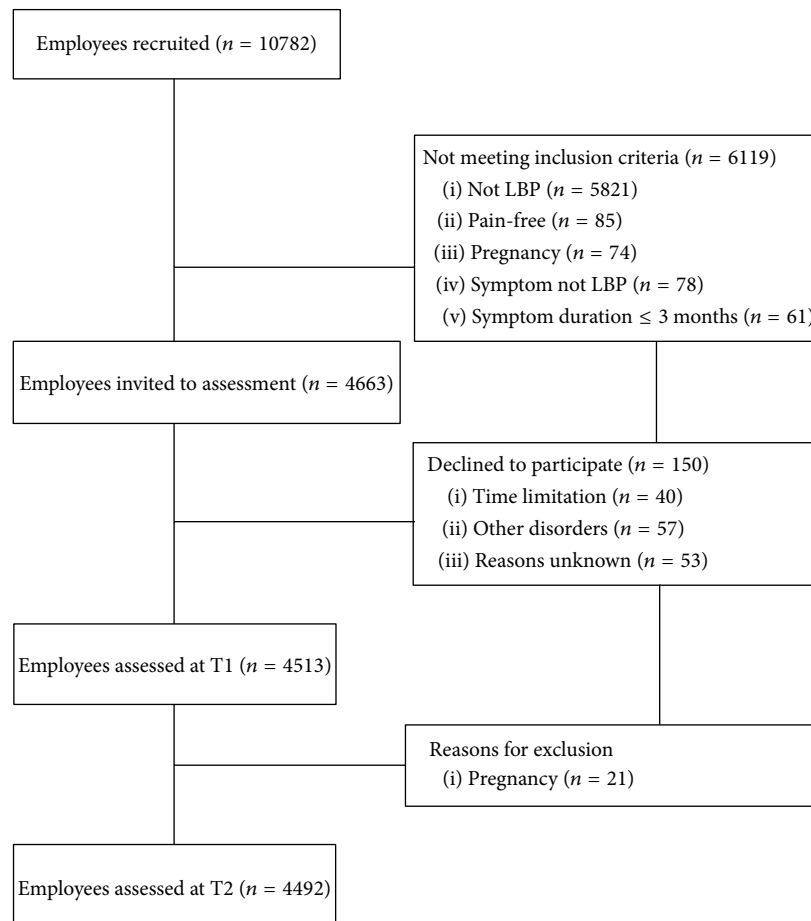 Employees recruited (n = 10782)
Not meeting inclusion criteria (n = 6119)
(i) Not LBP (n = 5821)
(ii) Pain-free (n = 85)
(iii) Pregnancy (n = 74)
(iv) Symptom not LBP (n = 78)
(v) Symptom duration ≤ 3 months (n = 61)
Employees invited to assessment (n = 4663)
Declined to participate (n = 150)
(i) Time limitation (n = 40)
(ii) Other disorders (n = 57)
(iii) Reasons unknown (n = 53)
Employees assessed at T1 (n = 4513)
Reasons for exclusion
(i) Pregnancy (n = 21)
Employees assessed at T2 (n = 4492)